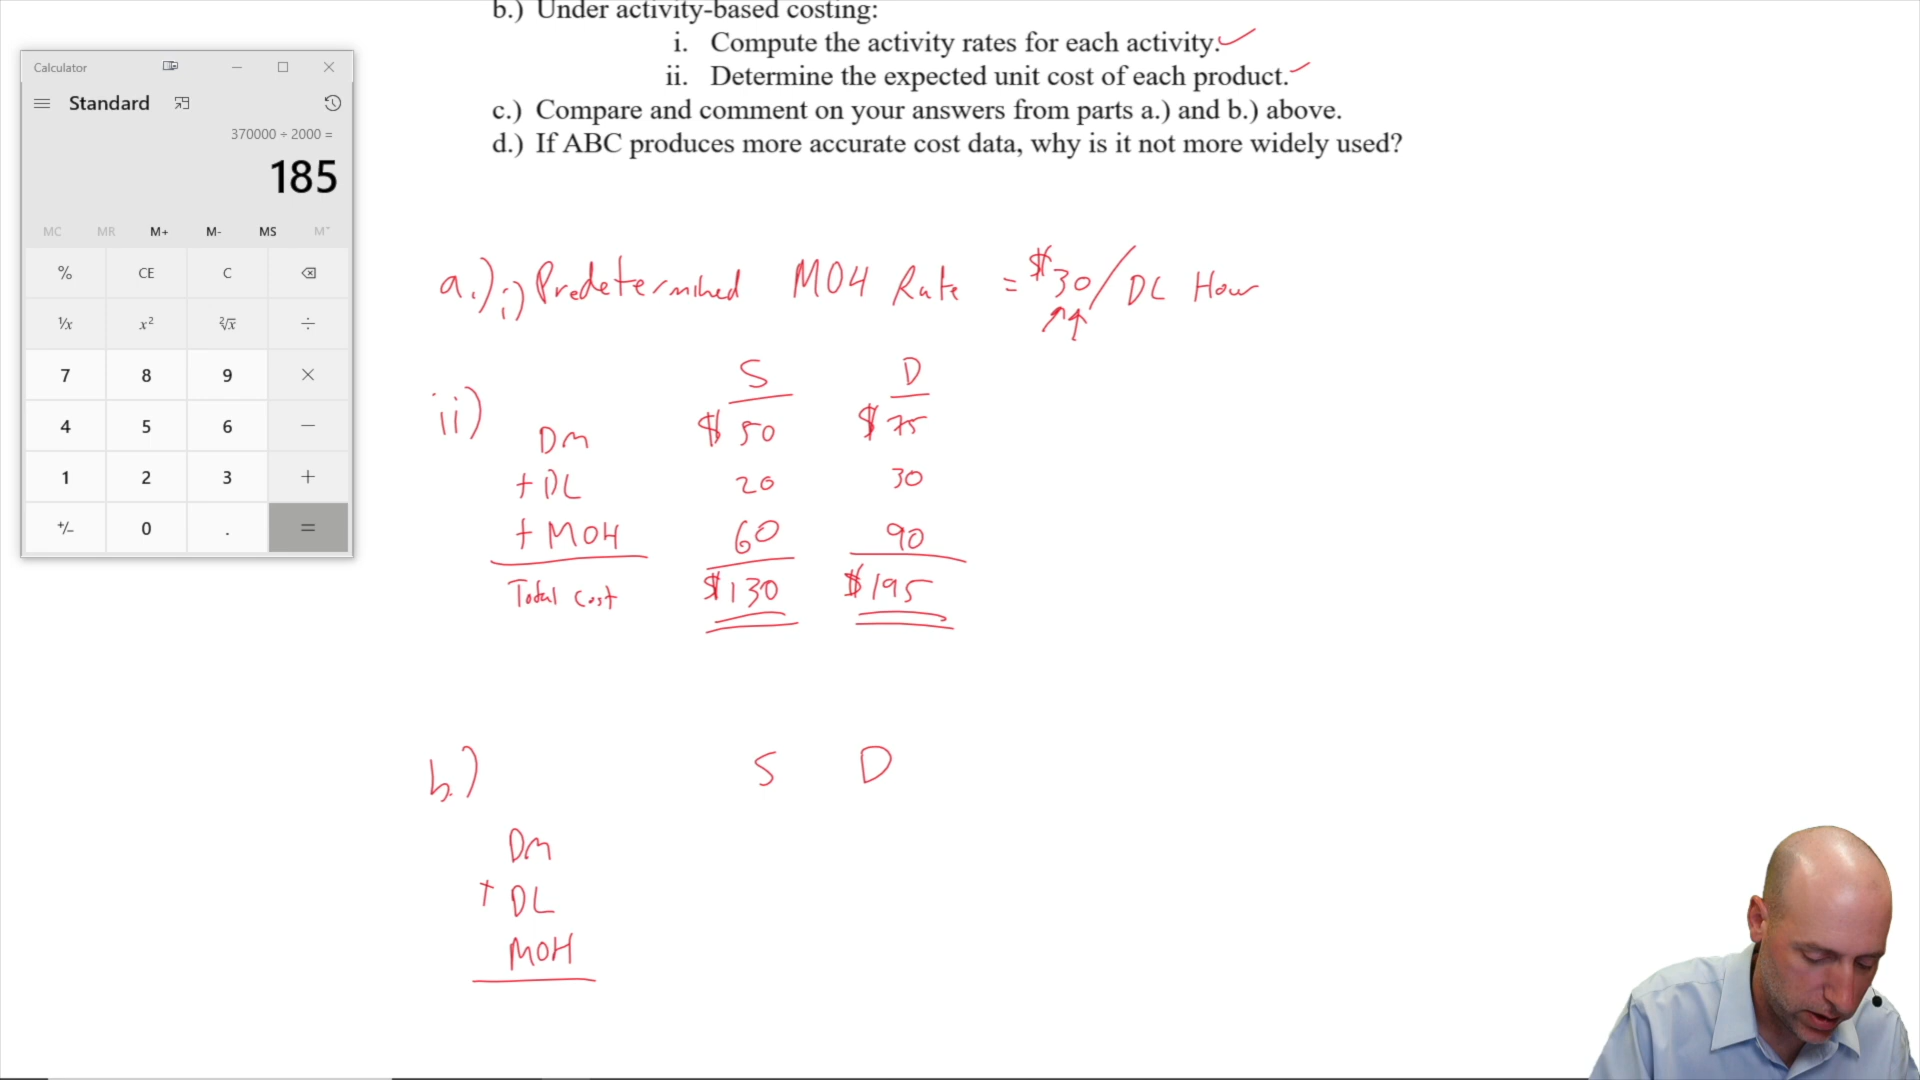 b.) Under activity-based costing:
i. Compute the activity rates for each activity.
ii. Determine the expected unit cost of each product.
c.) Compare and comment on your answers from parts a.) and b.) above.
d.) If ABC produces more accurate cost data, why is it not more widely used?
Calculator
Standard
370000 ÷ 2000 =
185
MC MR M+ M- MS M˅
% CE C
⅟x x² ²√x ÷
7 8 9 ×
4 5 6 −
1 2 3 +
+/− 0 . =
a.) i) Predetermined MOH Rate = $30/DL Hour
ii) S D
DM $50 $75
+ DL 20 30
+ MOH 60 90
Total Cost $130 $195
b.) S D
DM
+ DL
MOH